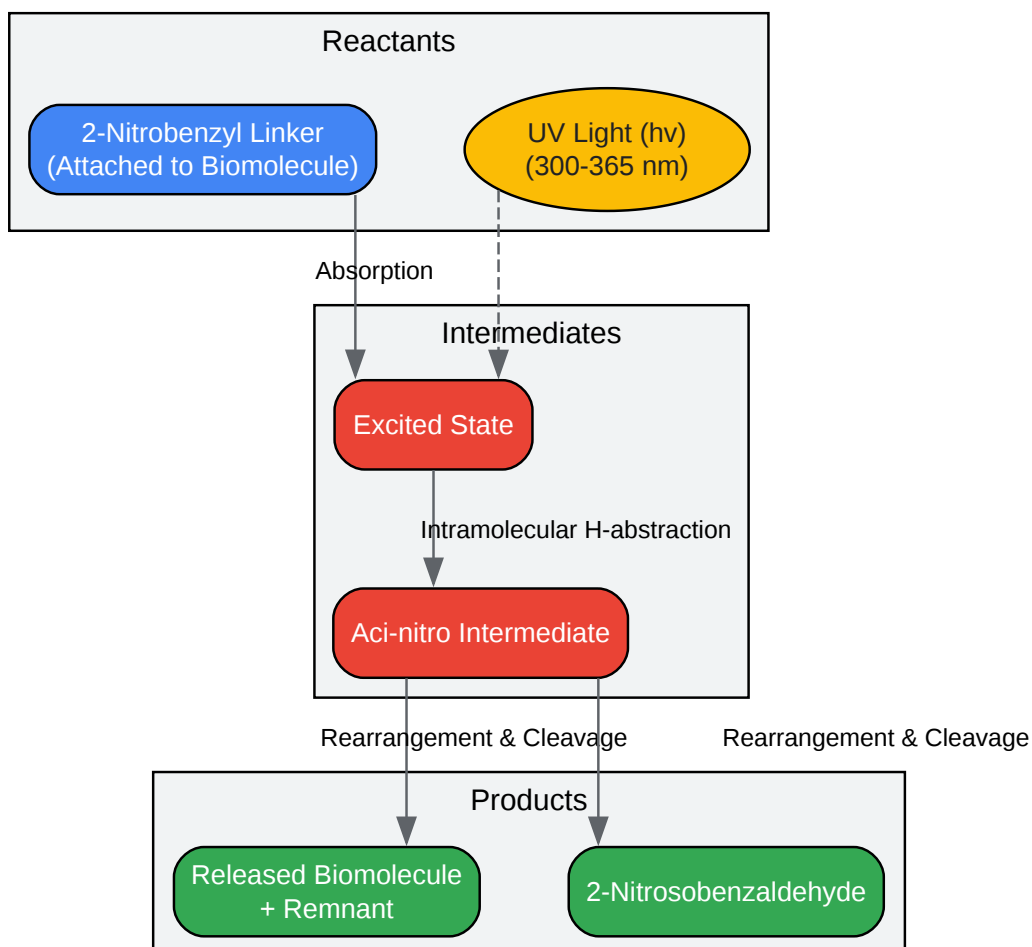 Reactants
2-Nitrobenzyl Linker
(Attached to Biomolecule)
UV Light (hv)
(300-365 nm)
Absorption
Intermediates
Excited State
Intramolecular H-abstraction
Aci-nitro Intermediate
Rearrangement & Cleavage
Rearrangement & Cleavage
Products
Released Biomolecule
+ Remnant
2-Nitrosobenzaldehyde